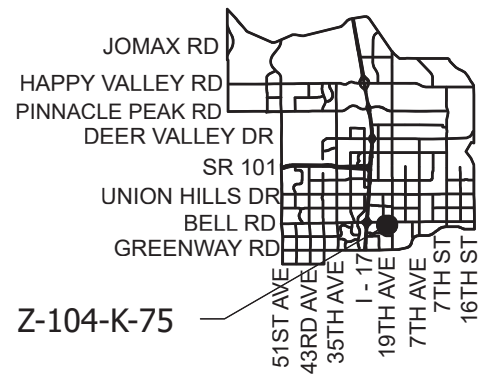 JOMAX RD
HAPPY VALLEY RD
PINNACLE PEAK RD
DEER VALLEY DR
SR 101
UNION HILLS DR
BELL RD
GREENWAY RD
51ST AVE
43RD AVE
35TH AVE
I - 17
19TH AVE
7TH AVE
7TH ST
16TH ST
Z-104-K-75